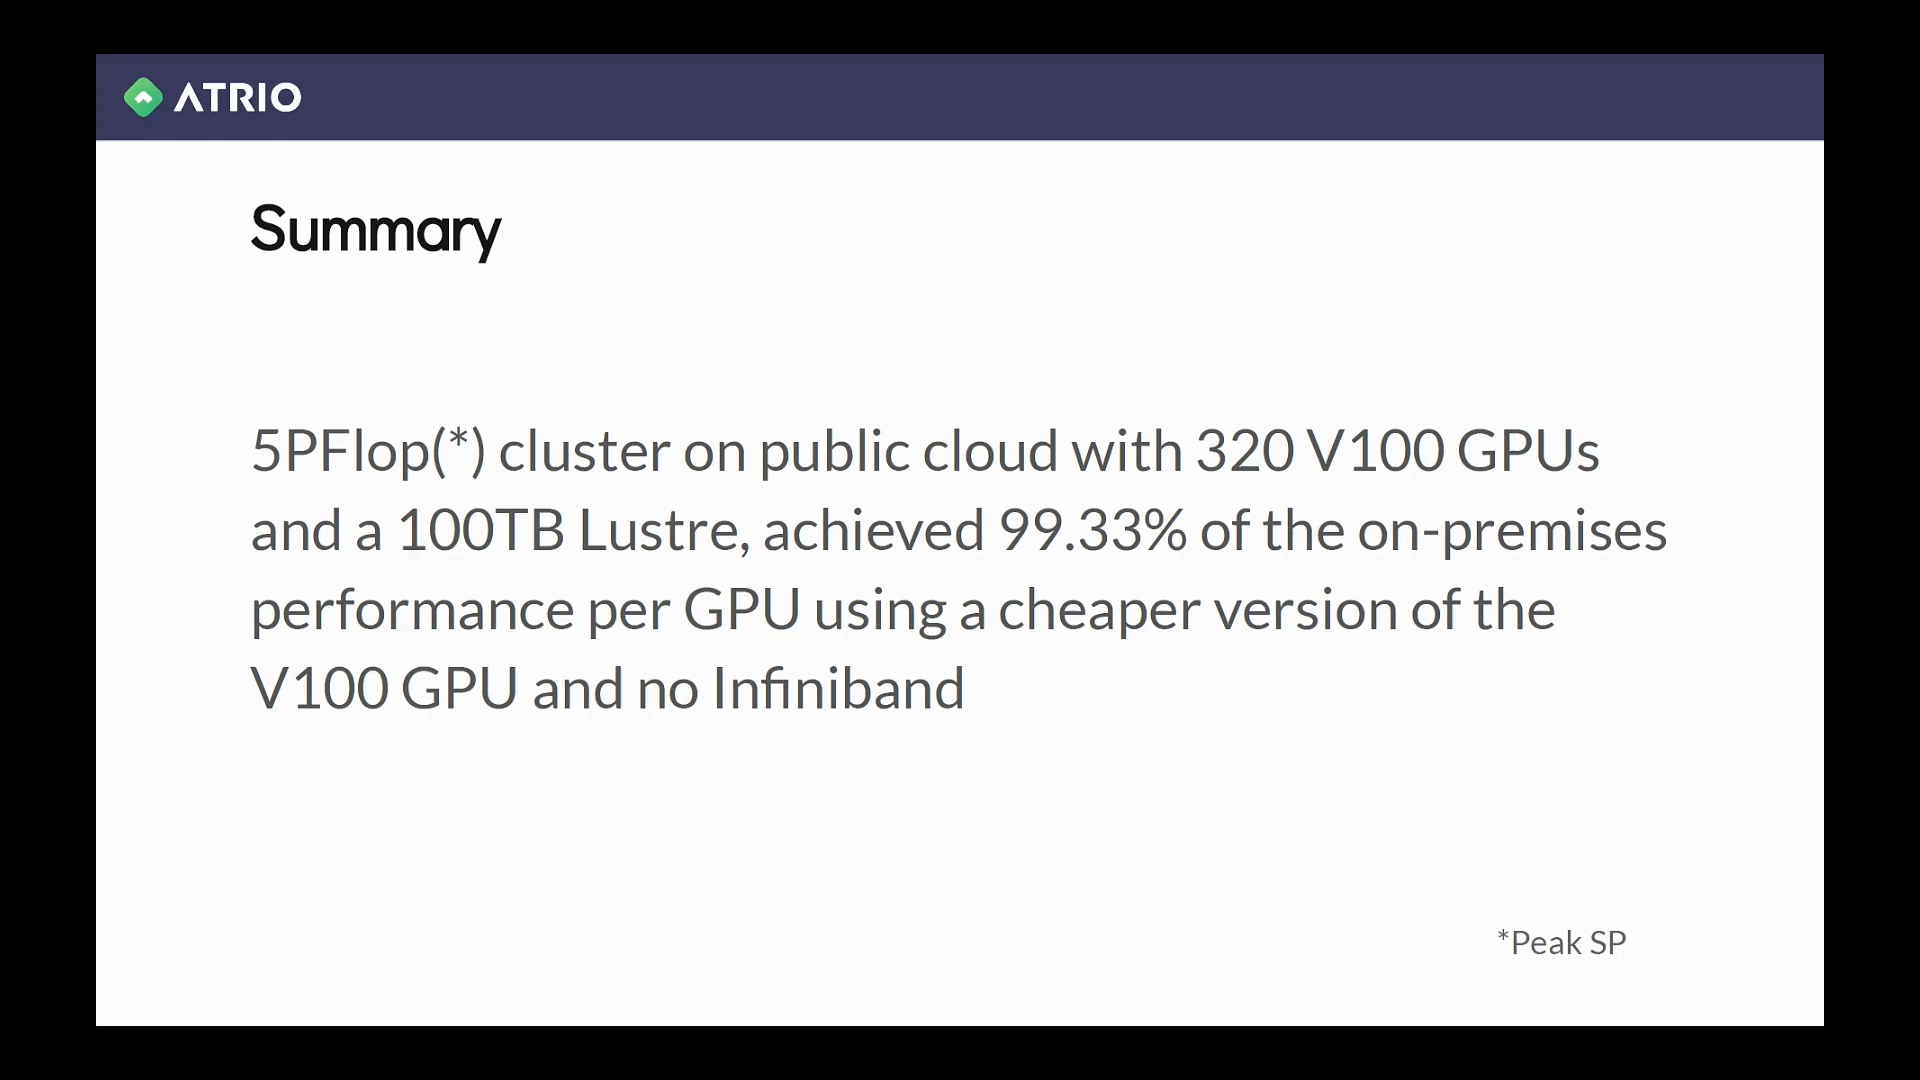 ATRIO
Summary
5PFlop(*) cluster on public cloud with 320 V100 GPUs
and a 100TB Lustre, achieved 99.33% of the on-premises
performance per GPU using a cheaper version of the
V100 GPU and no Infiniband
*Peak SP